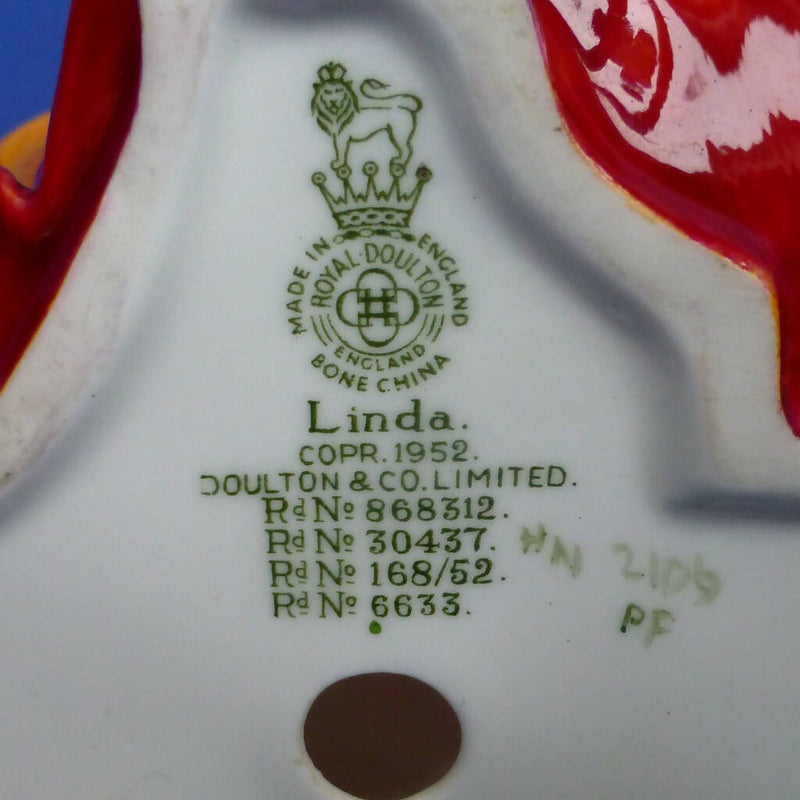 MADE IN ENGLAND
ROYAL·DOULTON
ENGLAND
BONE CHINA
Linda.
COPR. 1952.
DOULTON & CO. LIMITED.
Rd No 868312.
Rd No 30437.
Rd No 168/52.
Rd No 6633.
HN 2106
PF